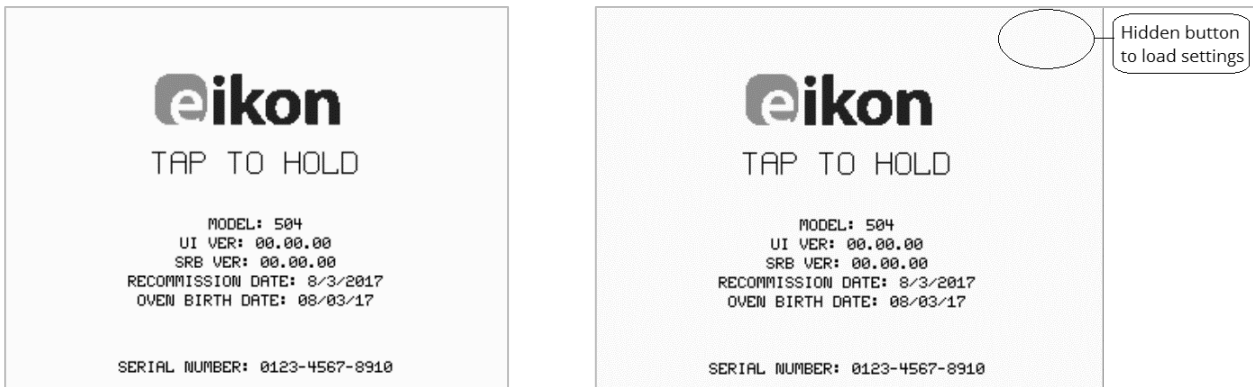 eikon
TAP TO HOLD
MODEL: 504
UI VER: 00.00.00
SRB VER: 00.00.00
RECOMMISSION DATE: 8/3/2017
OVEN BIRTH DATE: 08/03/17
SERIAL NUMBER: 0123-4567-8910
eikon
TAP TO HOLD
MODEL: 504
UI VER: 00.00.00
SRB VER: 00.00.00
RECOMMISSION DATE: 8/3/2017
OVEN BIRTH DATE: 08/03/17
SERIAL NUMBER: 0123-4567-8910
Hidden button
to load settings